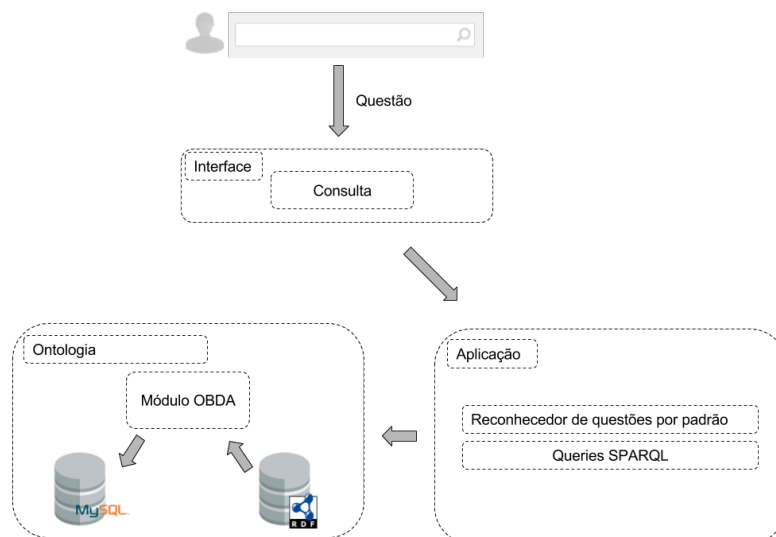 Questão
Interface
Consulta
Ontologia
Aplicação
Módulo OBDA
Reconhecedor de questões por padrão
Queries SPARQL
MySQL
RDF